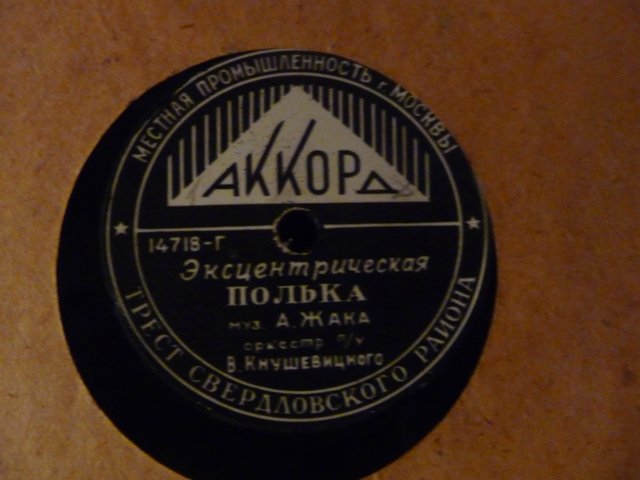 МЕСТНАЯ ПРОМЫШЛЕННОСТЬ г. МОСКВЫ
АККОРД
14718-Г
Эксцентрическая
ПОЛЬКА
муз. А. ЖАКА
оркестр п/у
В. Кнушевицкого
ТРЕСТ СВЕРДЛОВСКОГО РАЙОНА